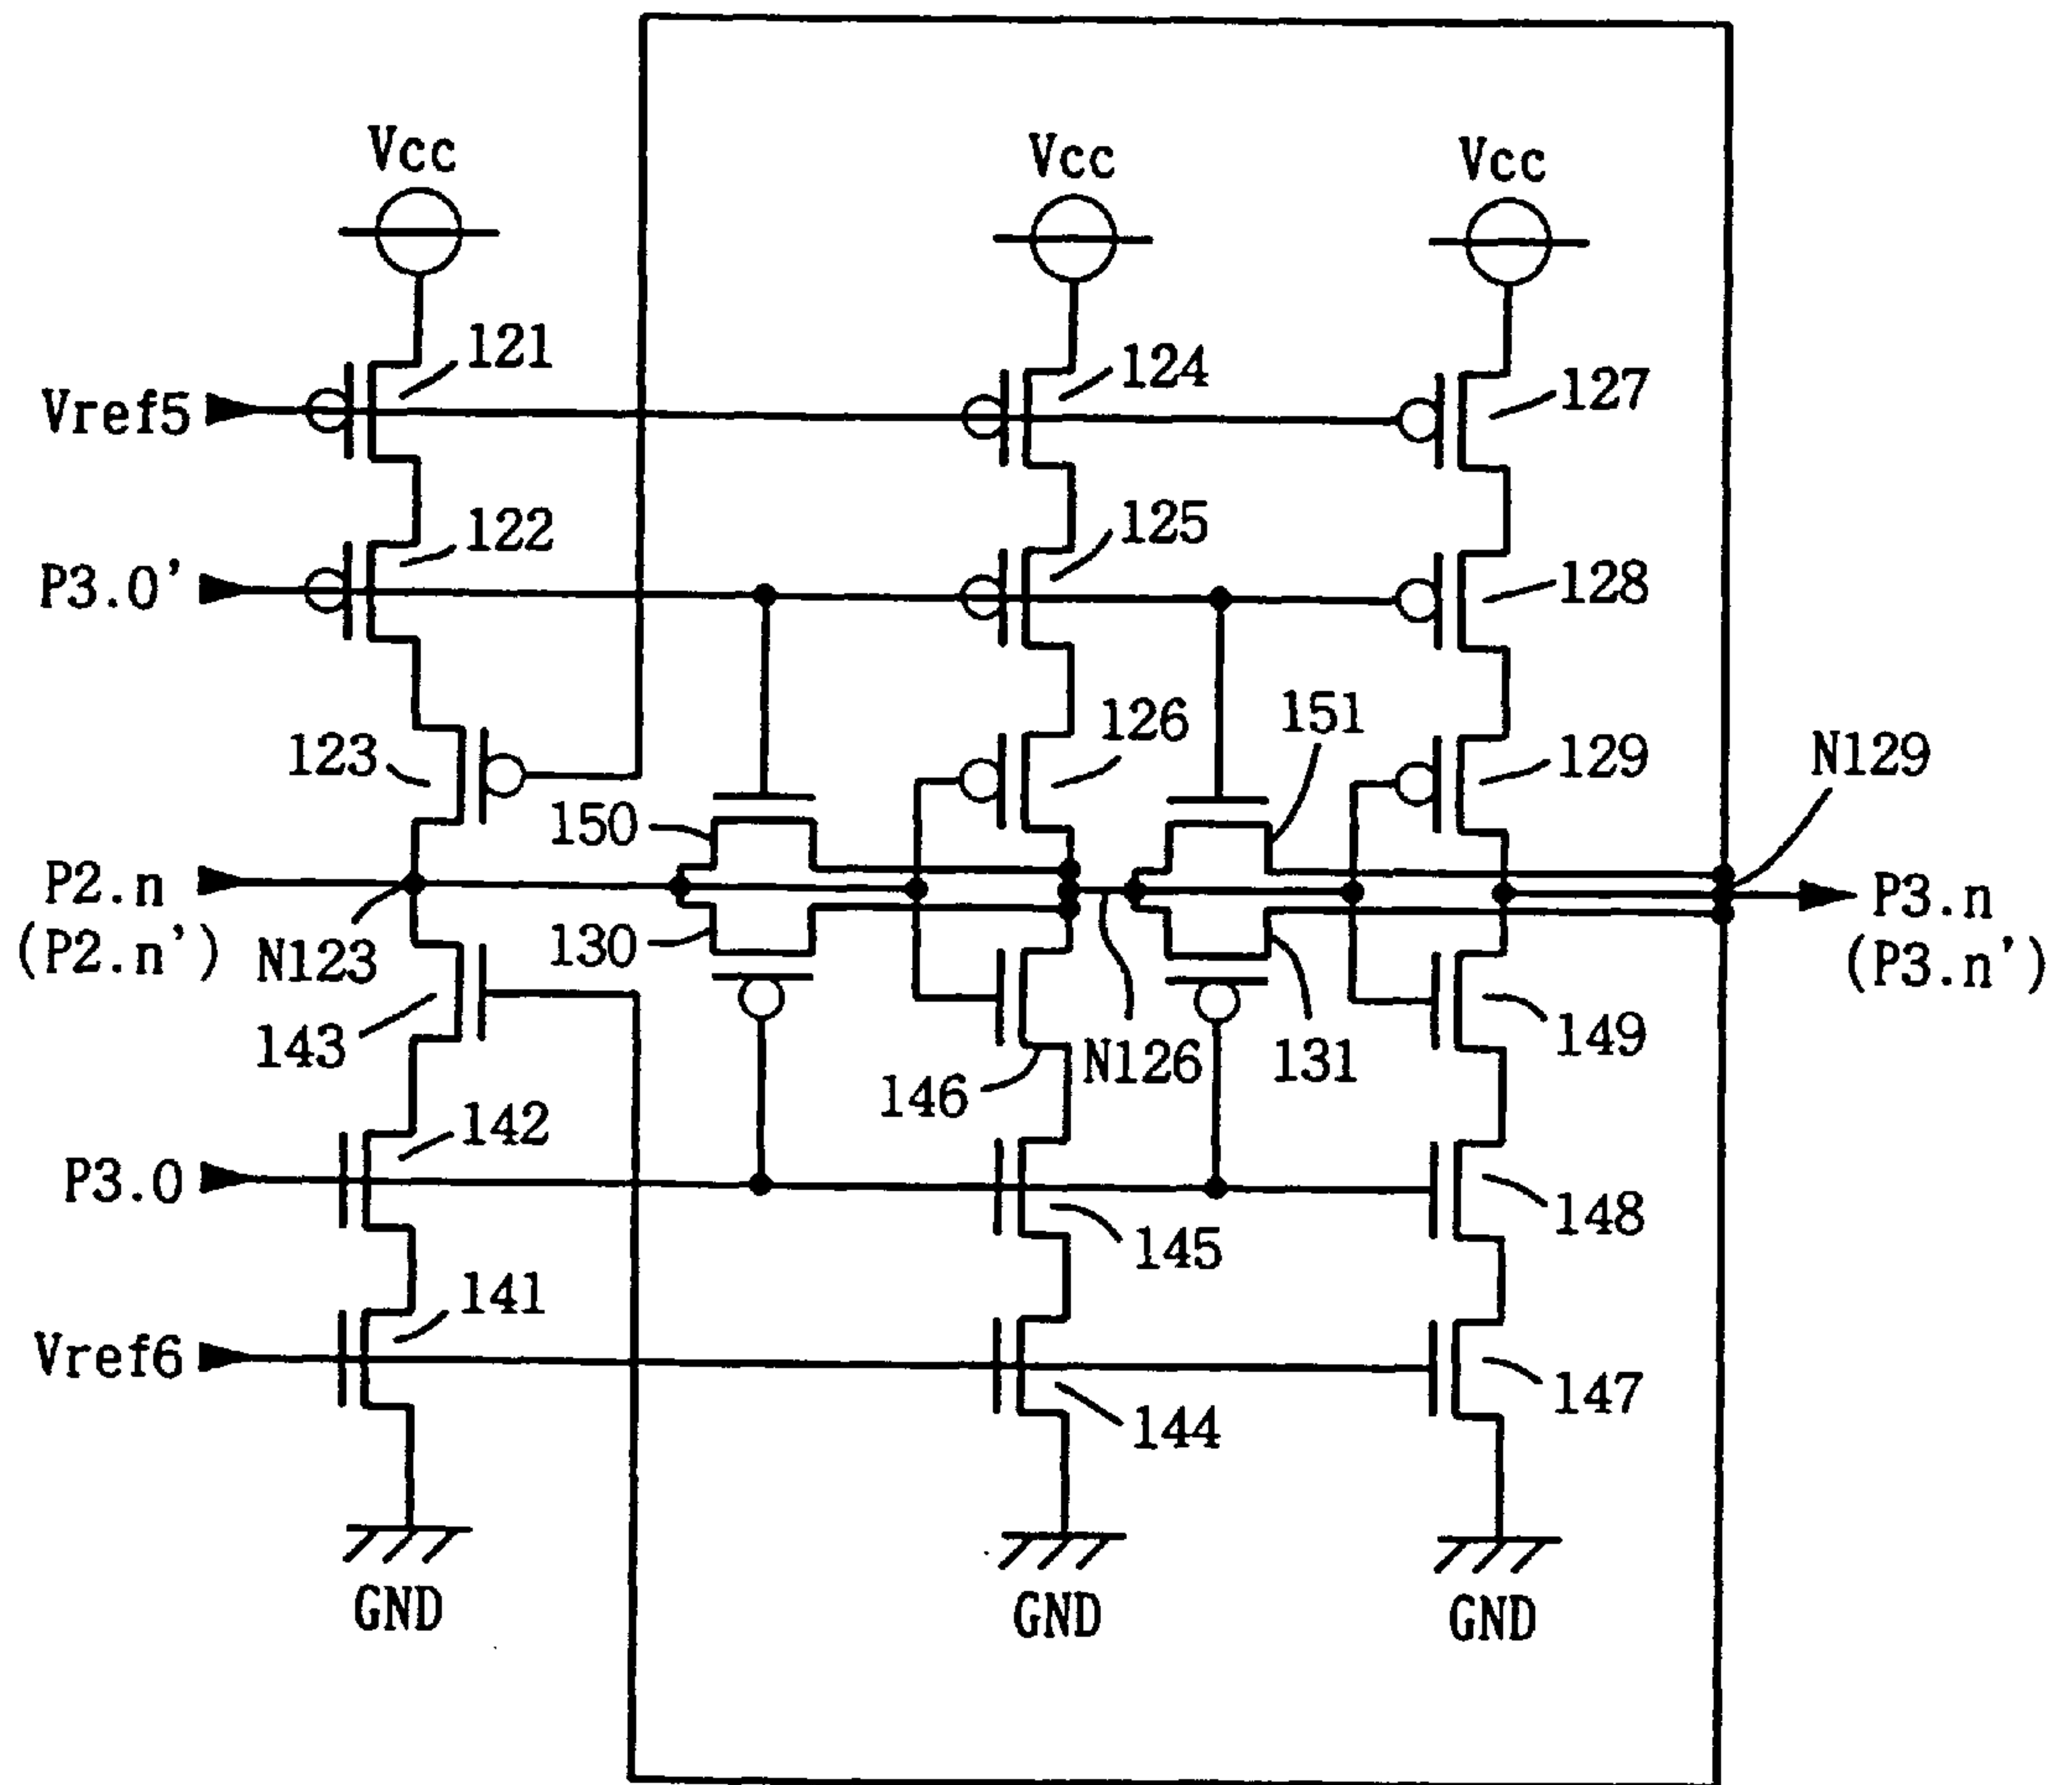 Vcc
Vcc
Vcc
121
124
127
Vref5
122
125
128
P3.0'
126
151
123
129
N129
150
P2.n
(P2.n')
N123
130
P3.n
(P3.n')
143
146
N126
131
149
142
P3.0
145
148
141
Vref6
144
147
GND
GND
GND